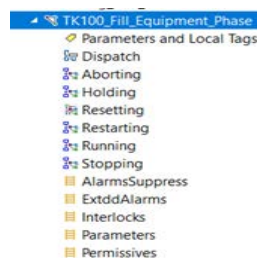 TK100_Fill_Equipment_Phase
Parameters and Local Tags
Dispatch
Aborting
Holding
Resetting
Restarting
Running
Stopping
AlarmsSuppress
ExtddAlarms
Interlocks
Parameters
Permissives